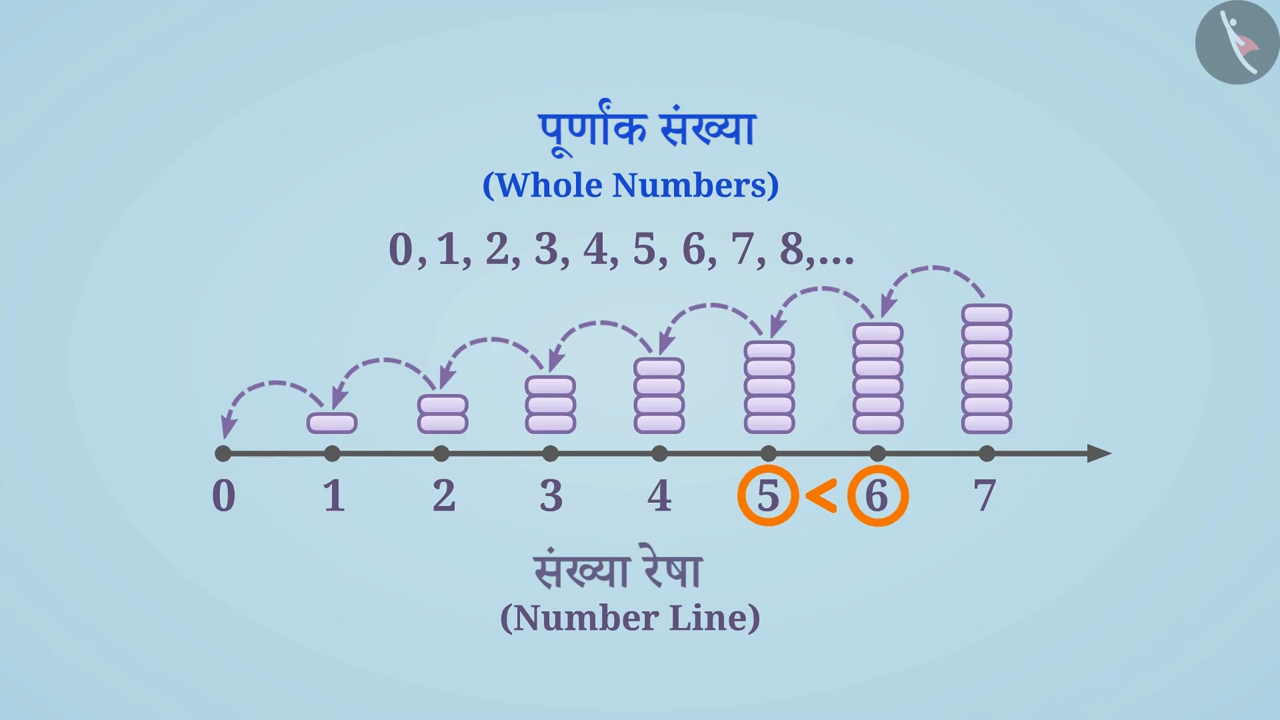 पूर्णांक संख्या
(Whole Numbers)
0, 1, 2, 3, 4, 5, 6, 7, 8,...
0 1 2 3 4 5 < 6 7
संख्या रेषा
(Number Line)